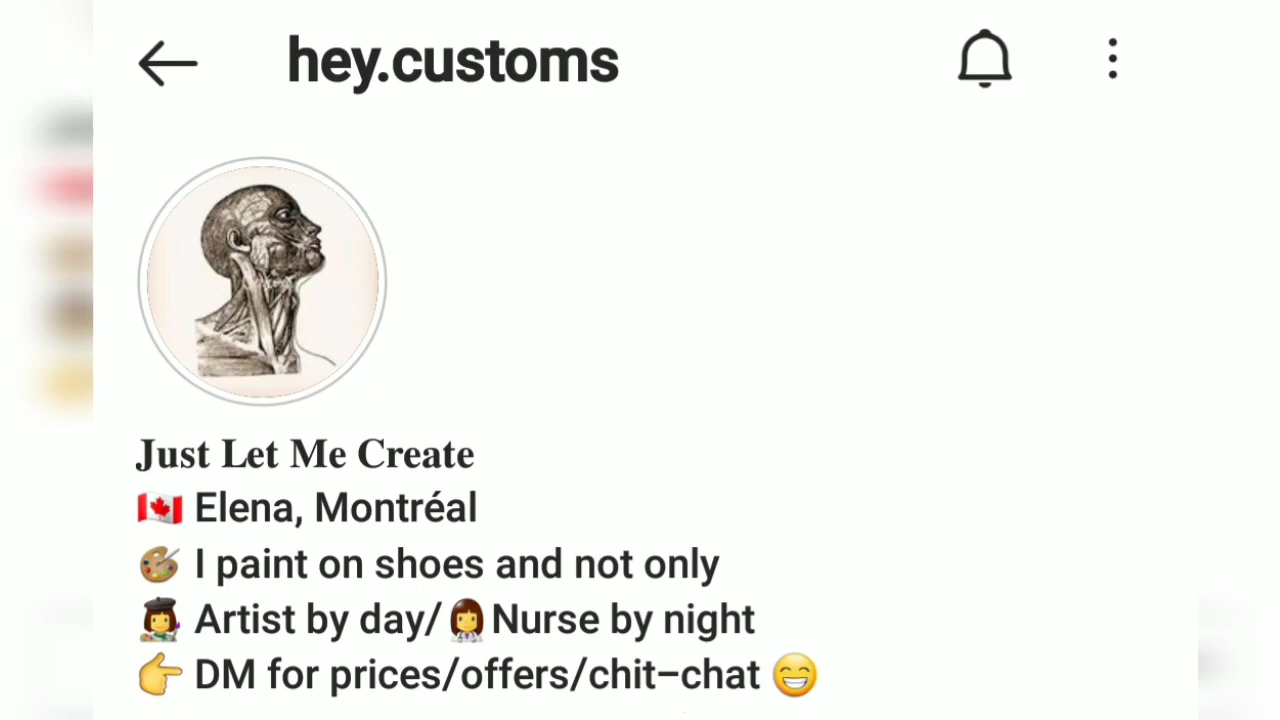 hey.customs
Just Let Me Create
🇨🇦 Elena, Montréal
🎨 I paint on shoes and not only
👩‍🎨 Artist by day/👩‍⚕️Nurse by night
👉 DM for prices/offers/chit-chat 😁